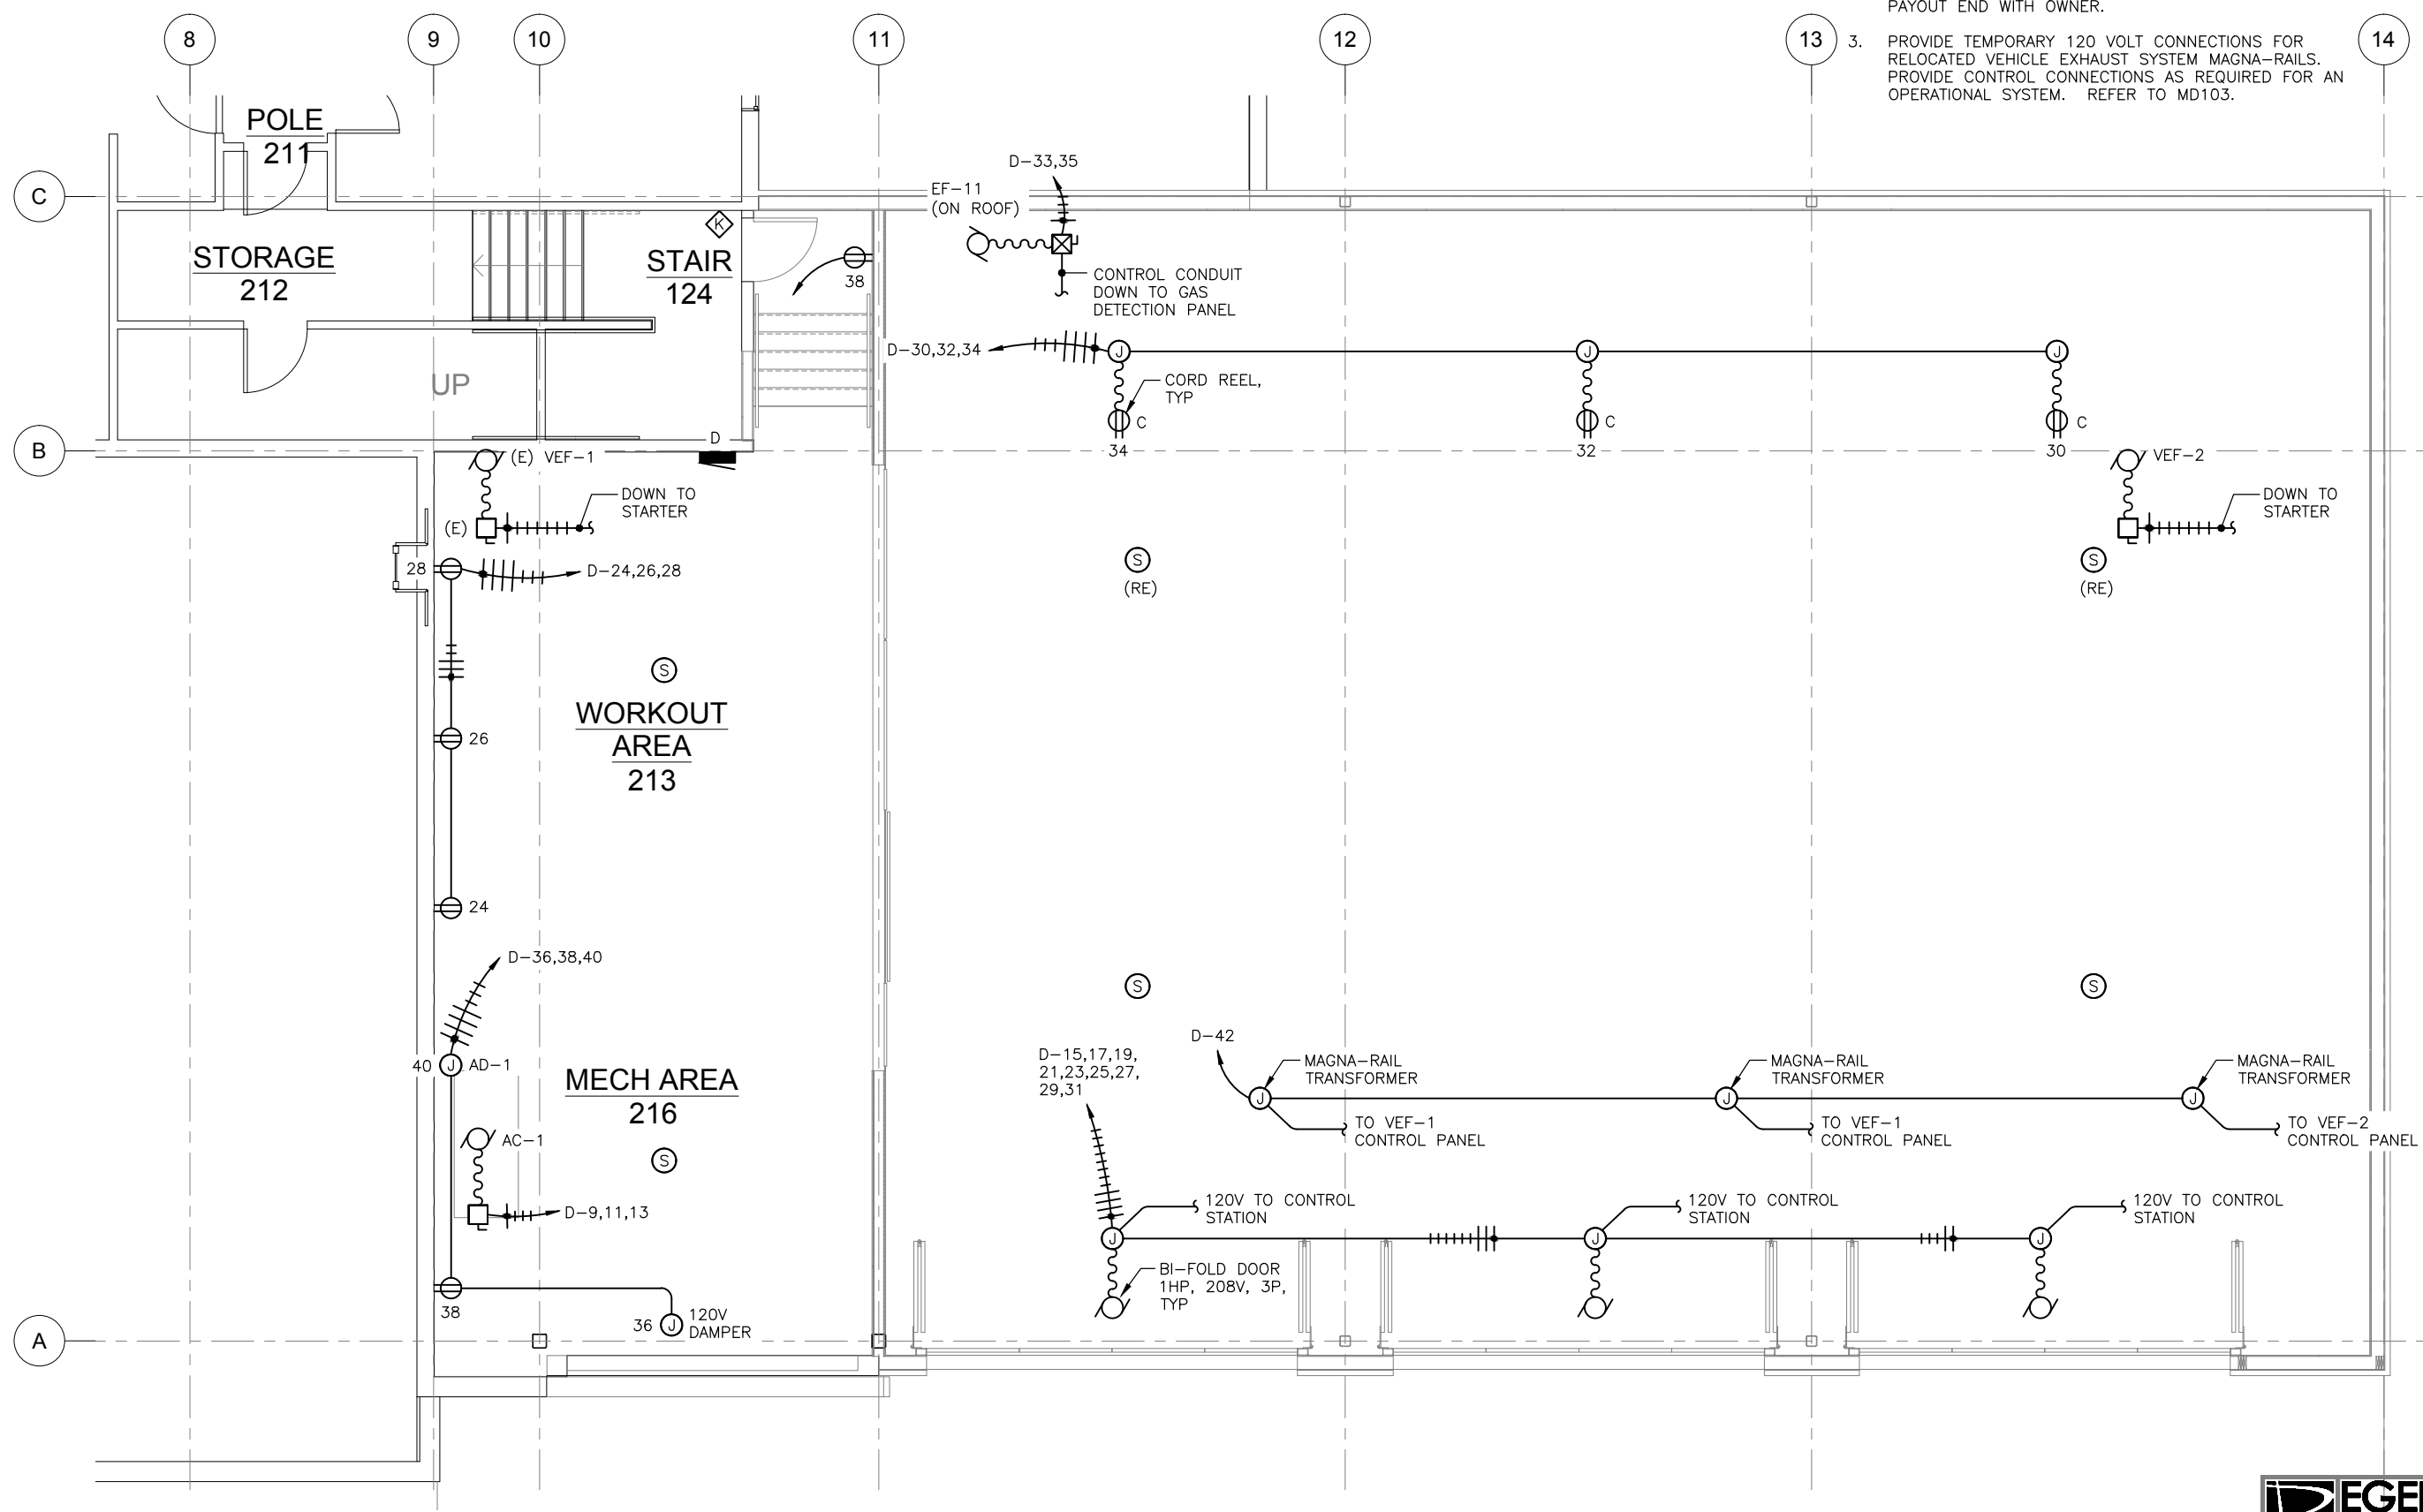 PAYOUT END WITH OWNER.
8
9
10
11
12
13
14
3. PROVIDE TEMPORARY 120 VOLT CONNECTIONS FOR
RELOCATED VEHICLE EXHAUST SYSTEM MAGNA-RAILS.
PROVIDE CONTROL CONNECTIONS AS REQUIRED FOR AN
OPERATIONAL SYSTEM. REFER TO MD103.
POLE
211
C
D-33,35
EF-11
(ON ROOF)
K
STORAGE
212
STAIR
124
38
CONTROL CONDUIT
DOWN TO GAS
DETECTION PANEL
D-30,32,34
J
J
J
UP
CORD REEL,
TYP
C
C
C
34
32
30
B
D
(E) VEF-1
VEF-2
DOWN TO
STARTER
(E)
DOWN TO
STARTER
28
D-24,26,28
S
(RE)
S
(RE)
S
WORKOUT
AREA
213
26
24
D-36,38,40
S
S
40
J
AD-1
MECH AREA
216
D-42
D-15,17,19,
21,23,25,27,
29,31
MAGNA-RAIL
TRANSFORMER
MAGNA-RAIL
TRANSFORMER
MAGNA-RAIL
TRANSFORMER
J
J
J
TO VEF-1
CONTROL PANEL
TO VEF-1
CONTROL PANEL
TO VEF-2
CONTROL PANEL
AC-1
S
D-9,11,13
120V TO CONTROL
STATION
120V TO CONTROL
STATION
120V TO CONTROL
STATION
J
J
J
BI-FOLD DOOR
1HP, 208V, 3P,
TYP
38
36
J
120V
DAMPER
A